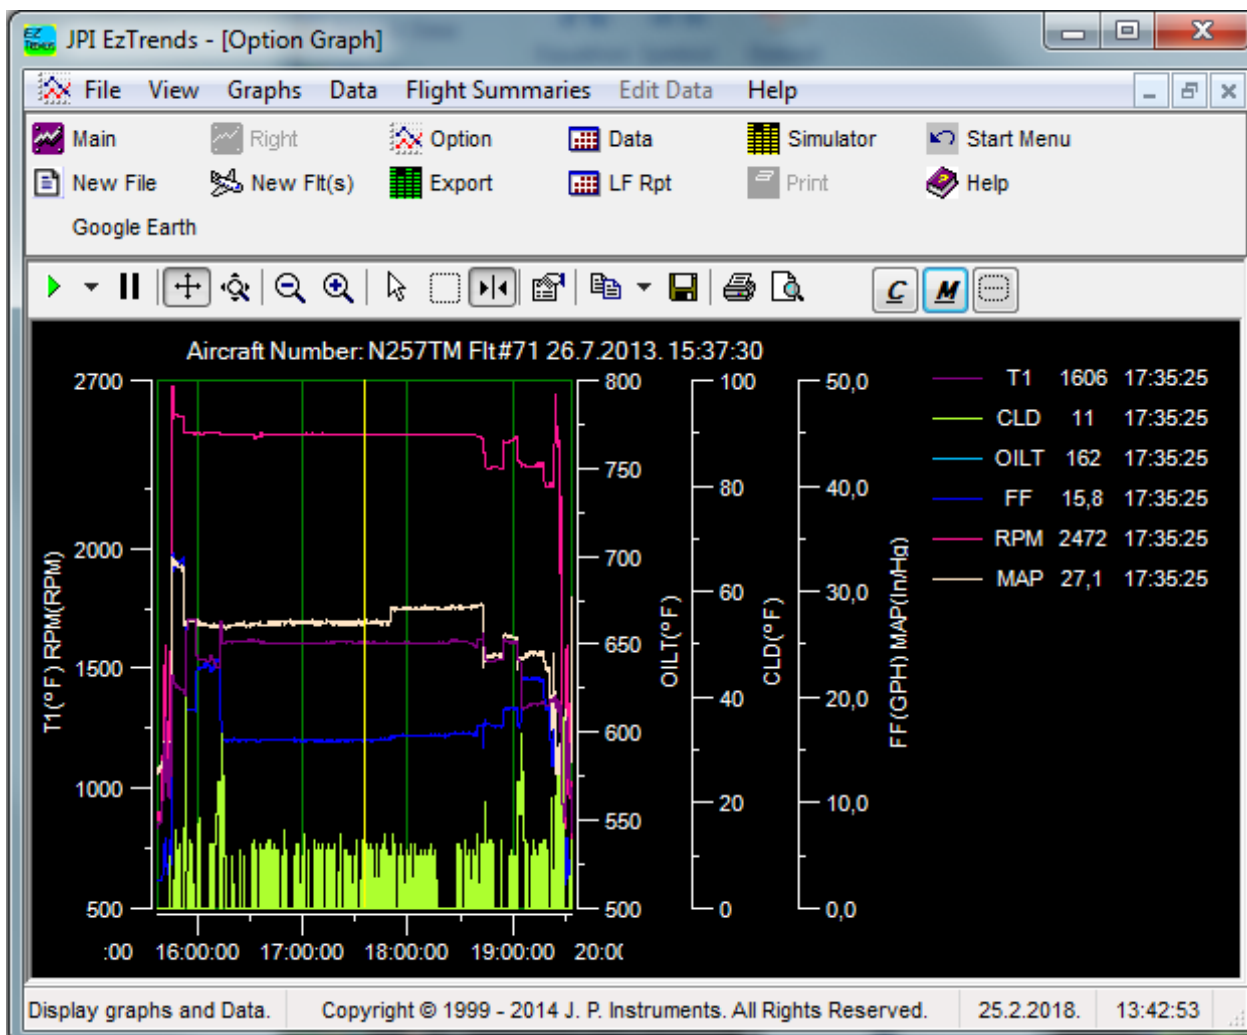 JPI EzTrends - [Option Graph]
File View Graphs Data Flight Summaries Edit Data Help
Main Right Option Data Simulator Start Menu
New File New Flt(s) Export LF Rpt Print Help
Google Earth
C M
Aircraft Number: N257TM Flt#71 26.7.2013. 15:37:30
2700
2000
1500
1000
500
T1(ºF) RPM(RPM)
800
750
700
650
600
550
500
OILT(ºF)
100
80
60
40
20
0
CLD(ºF)
50,0
40,0
30,0
20,0
10,0
0,0
FF(GPH) MAP(In/Hg)
T1 1606 17:35:25
CLD 11 17:35:25
OILT 162 17:35:25
FF 15,8 17:35:25
RPM 2472 17:35:25
MAP 27,1 17:35:25
:00 16:00:00 17:00:00 18:00:00 19:00:00 20:00
Display graphs and Data. Copyright © 1999 - 2014 J. P. Instruments. All Rights Reserved. 25.2.2018. 13:42:53